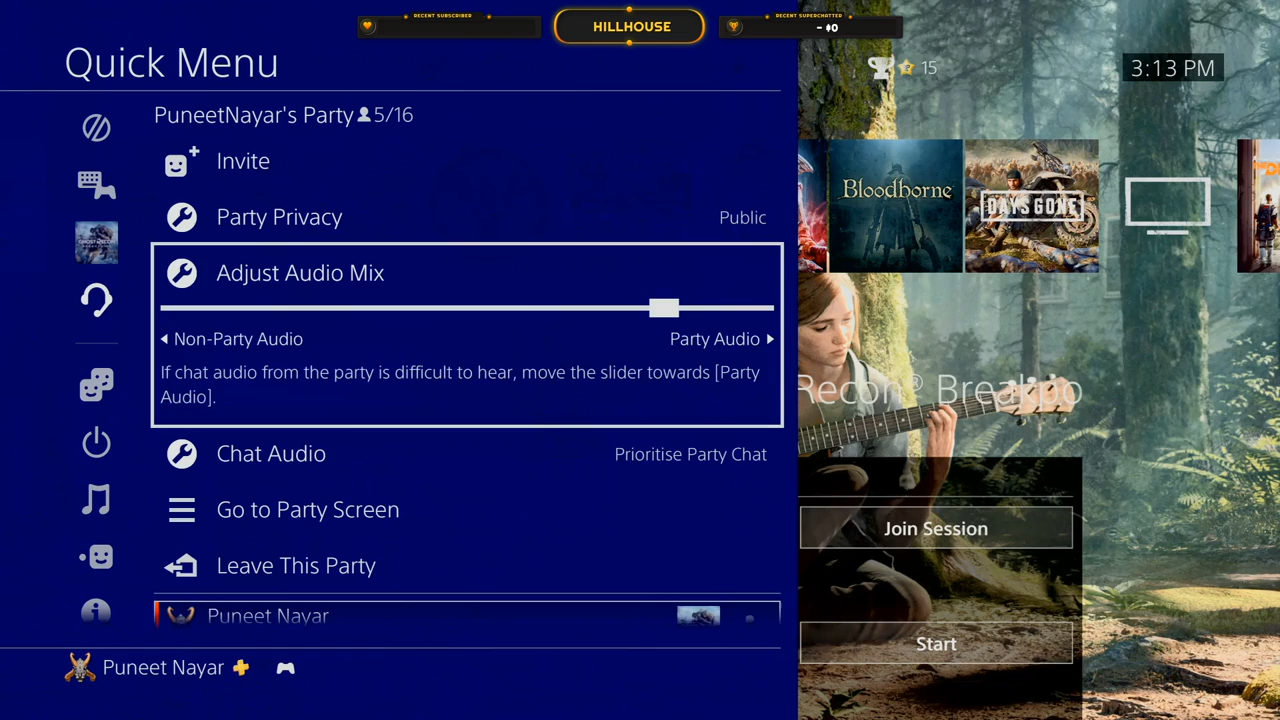 RECENT SUBSCRIBER
HILLHOUSE
RECENT SUPERCHATTER
- $0
Quick Menu
15
3:13 PM
PuneetNayar's Party 5/16
Invite
Party Privacy
Public
Adjust Audio Mix
Non-Party Audio
Party Audio
If chat audio from the party is difficult to hear, move the slider towards [Party
Audio].
Chat Audio
Prioritise Party Chat
Go to Party Screen
Leave This Party
Puneet Nayar
Puneet Nayar
Bloodborne
DAYS GONE
Recon® Breakpo
Join Session
Start